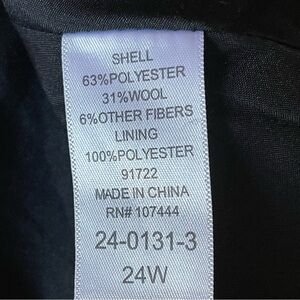 SHELL
63%POLYESTER
31%WOOL
6%OTHER FIBERS
LINING
100%POLYESTER
91722
MADE IN CHINA
RN# 107444
24-0131-3
24W